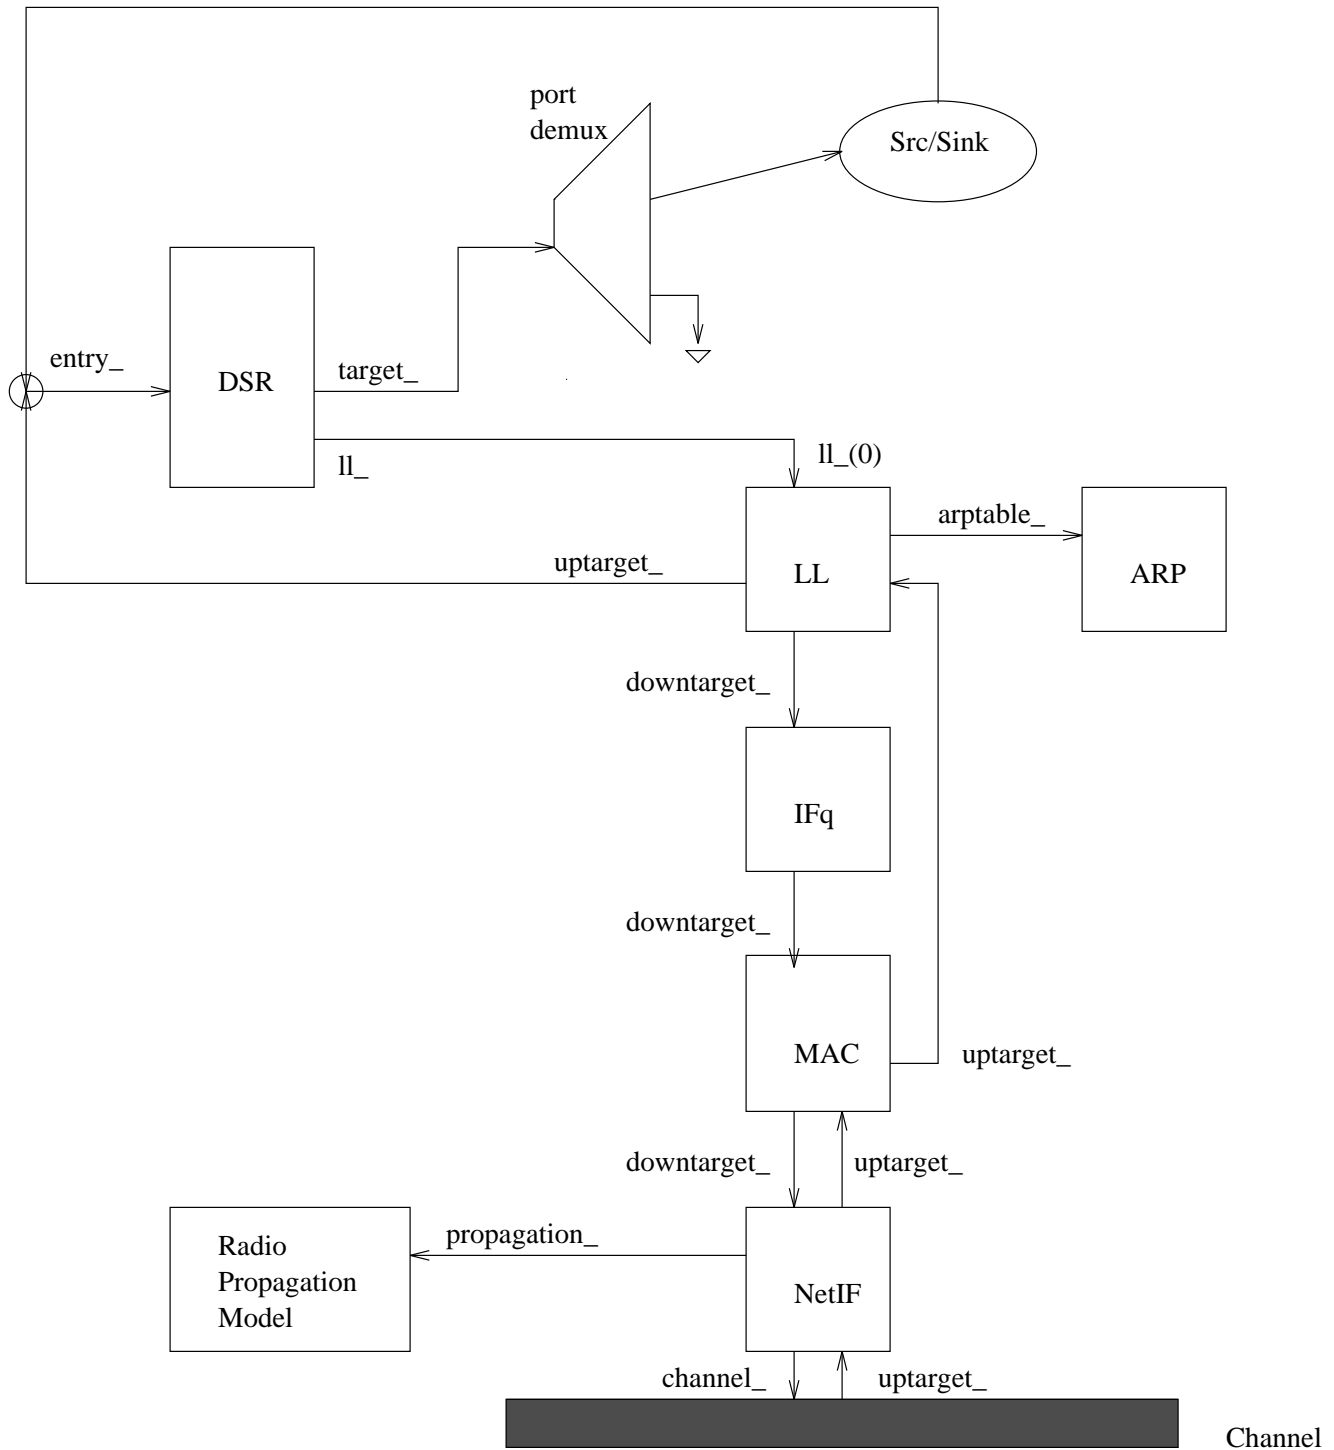 port
demux
Src/Sink
entry_
DSR
target_
ll_
ll_(0)
arptable_
uptarget_
LL
ARP
downtarget_
IFq
downtarget_
MAC
uptarget_
downtarget_
uptarget_
propagation_
Radio
Propagation
Model
NetIF
channel_
uptarget_
Channel